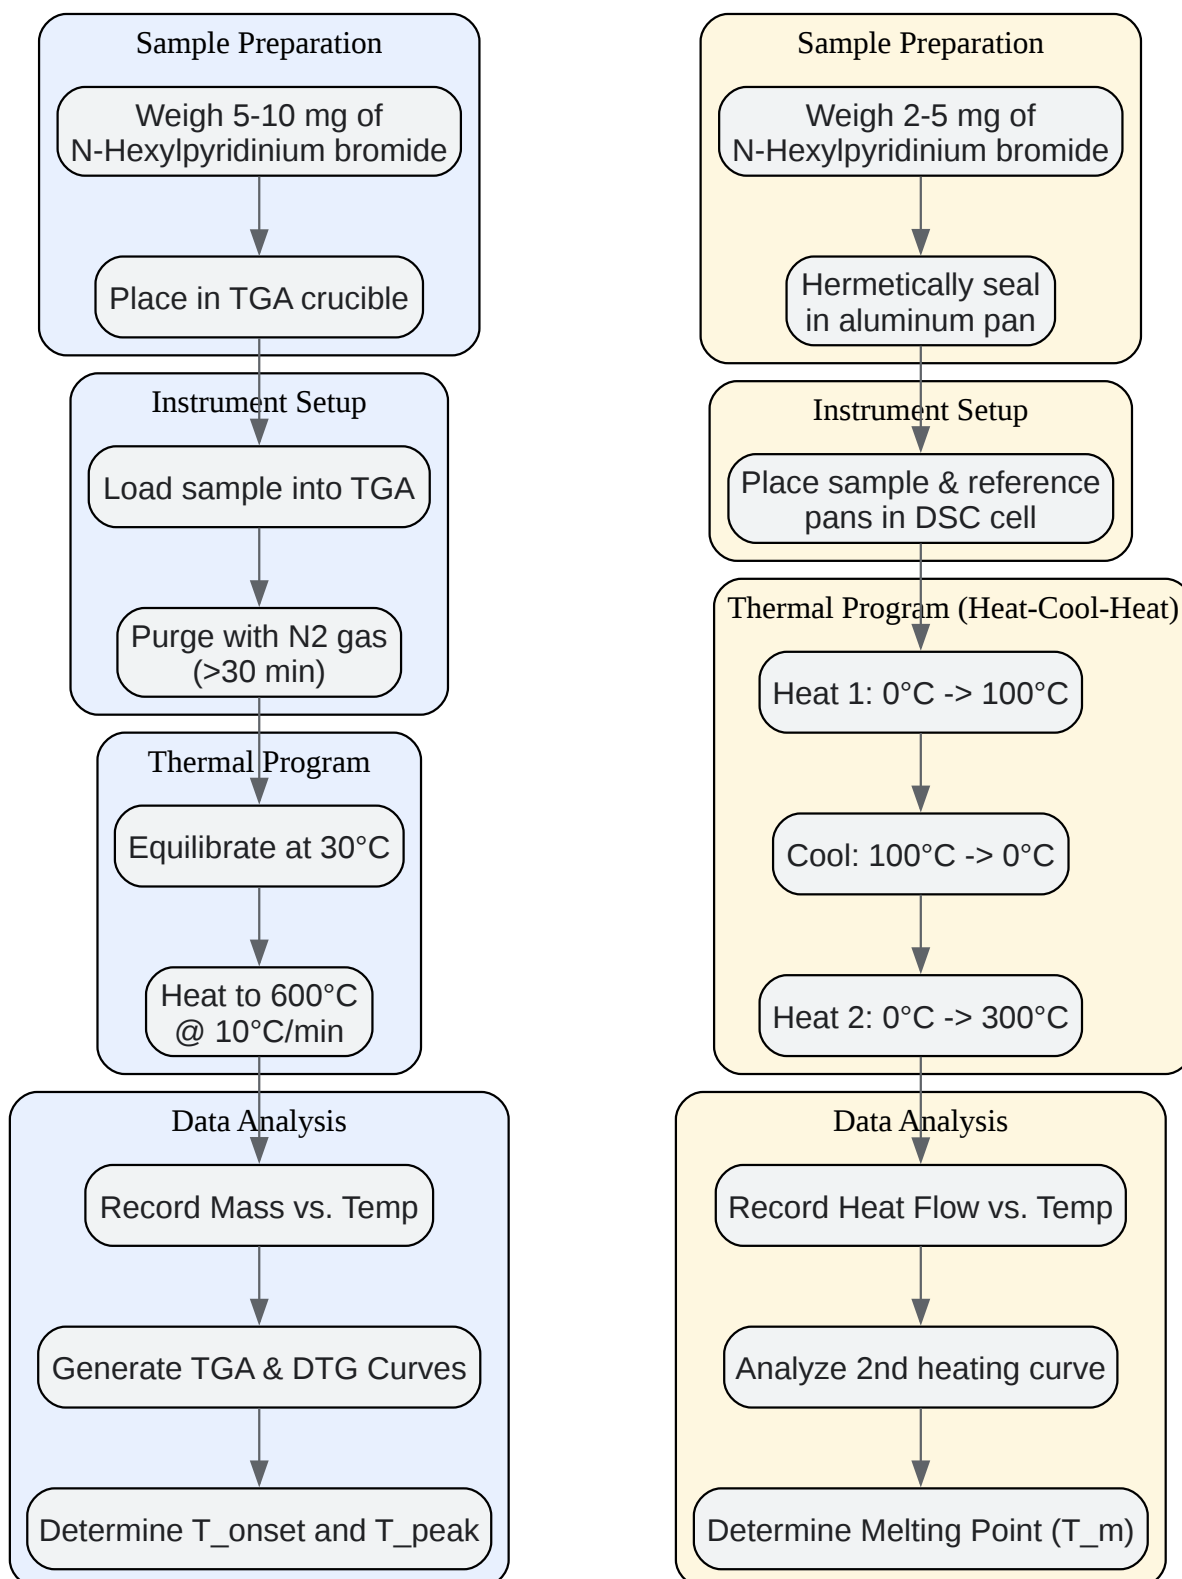 Sample Preparation
Weigh 5-10 mg of
N-Hexylpyridinium bromide
Place in TGA crucible
Instrument Setup
Load sample into TGA
Purge with N2 gas
(>30 min)
Thermal Program
Equilibrate at 30°C
Heat to 600°C
@ 10°C/min
Data Analysis
Record Mass vs. Temp
Generate TGA & DTG Curves
Determine T_onset and T_peak
Sample Preparation
Weigh 2-5 mg of
N-Hexylpyridinium bromide
Hermetically seal
in aluminum pan
Instrument Setup
Place sample & reference
pans in DSC cell
Thermal Program (Heat-Cool-Heat)
Heat 1: 0°C -> 100°C
Cool: 100°C -> 0°C
Heat 2: 0°C -> 300°C
Data Analysis
Record Heat Flow vs. Temp
Analyze 2nd heating curve
Determine Melting Point (T_m)